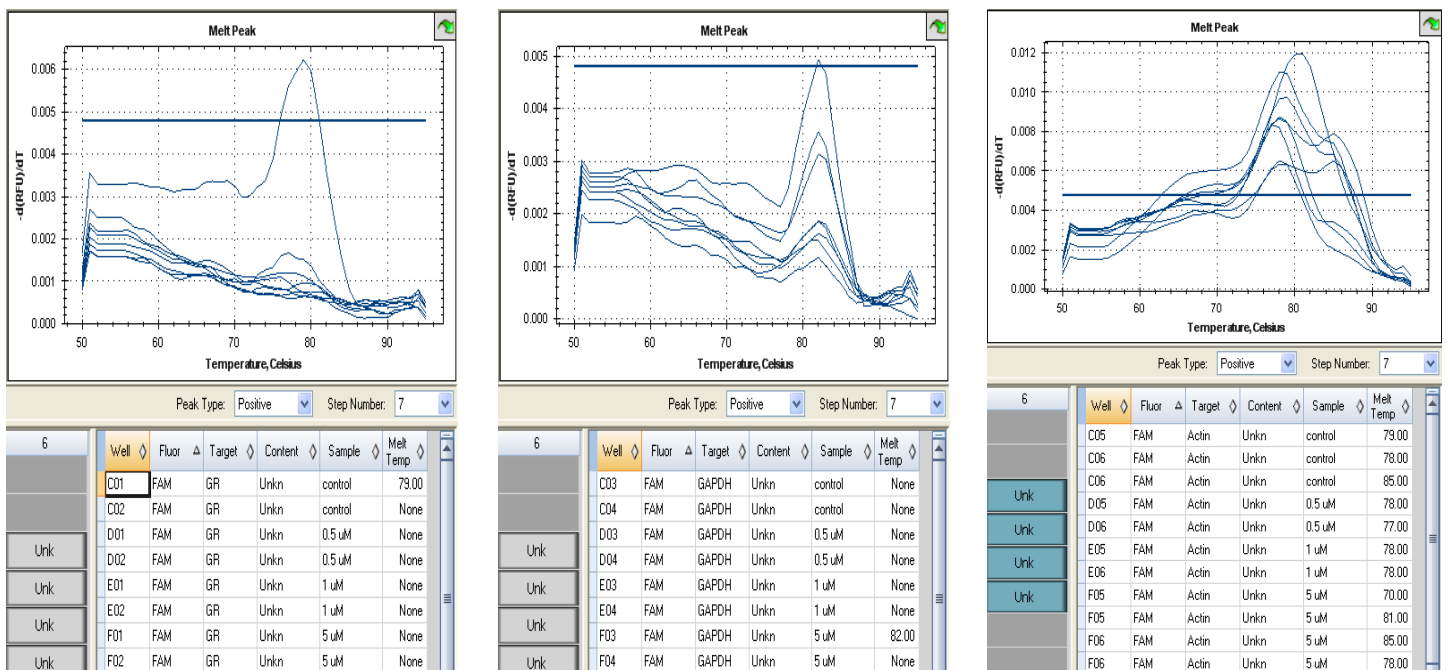 Melt Peak
0.006
0.005
0.004
0.003
0.002
0.001
0.000
-d(RFU)/dT
50 60 70 80 90
Temperature, Celsius
Peak Type: Positive Step Number: 7
6
Unk
Unk
Unk
Unk
Well Fluor Target Content Sample Melt Temp
C01 FAM GR Unkn control 79.00
C02 FAM GR Unkn control None
D01 FAM GR Unkn 0.5 uM None
D02 FAM GR Unkn 0.5 uM None
E01 FAM GR Unkn 1 uM None
E02 FAM GR Unkn 1 uM None
F01 FAM GR Unkn 5 uM None
F02 FAM GR Unkn 5 uM None
Melt Peak
0.005
0.004
0.003
0.002
0.001
0.000
-d(RFU)/dT
50 60 70 80 90
Temperature, Celsius
Peak Type: Positive Step Number: 7
6
Unk
Unk
Unk
Unk
Well Fluor Target Content Sample Melt Temp
C03 FAM GAPDH Unkn control None
C04 FAM GAPDH Unkn control None
D03 FAM GAPDH Unkn 0.5 uM None
D04 FAM GAPDH Unkn 0.5 uM None
E03 FAM GAPDH Unkn 1 uM None
E04 FAM GAPDH Unkn 1 uM None
F03 FAM GAPDH Unkn 5 uM 82.00
F04 FAM GAPDH Unkn 5 uM None
Melt Peak
0.012
0.010
0.008
0.006
0.004
0.002
0.000
-d(RFU)/dT
50 60 70 80 90
Temperature, Celsius
Peak Type: Positive Step Number: 7
6
Unk
Unk
Unk
Unk
Well Fluor Target Content Sample Melt Temp
C05 FAM Actin Unkn control 79.00
C06 FAM Actin Unkn control 78.00
C06 FAM Actin Unkn control 85.00
D05 FAM Actin Unkn 0.5 uM 78.00
D06 FAM Actin Unkn 0.5 uM 77.00
E05 FAM Actin Unkn 1 uM 78.00
E06 FAM Actin Unkn 1 uM 78.00
F05 FAM Actin Unkn 5 uM 70.00
F05 FAM Actin Unkn 5 uM 81.00
F06 FAM Actin Unkn 5 uM 85.00
F06 FAM Actin Unkn 5 uM 78.00